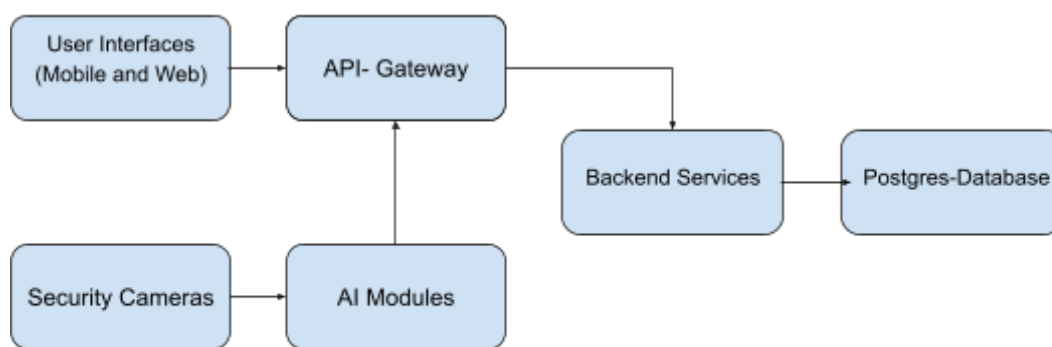 User Interfaces
(Mobile and Web)
API- Gateway
Backend Services
Postgres-Database
Security Cameras
AI Modules